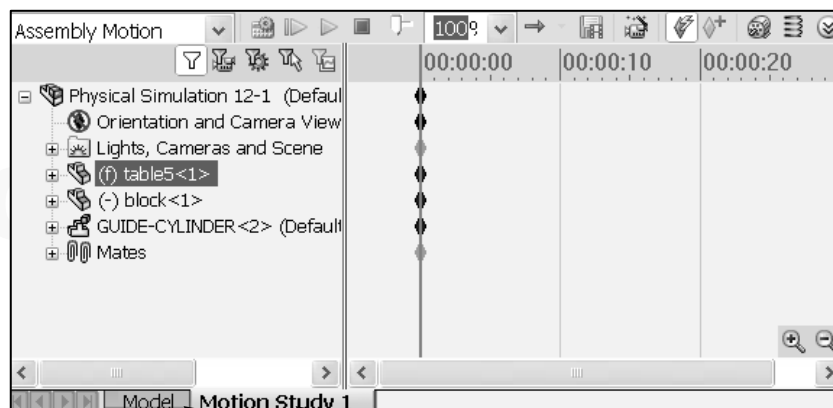 Assembly Motion
100%
00:00:00 00:00:10 00:00:20
Physical Simulation 12-1 (Defaul
Orientation and Camera View
Lights, Cameras and Scene
(f) table5<1>
(-) block<1>
GUIDE-CYLINDER<2> (Default
Mates
Model Motion Study 1